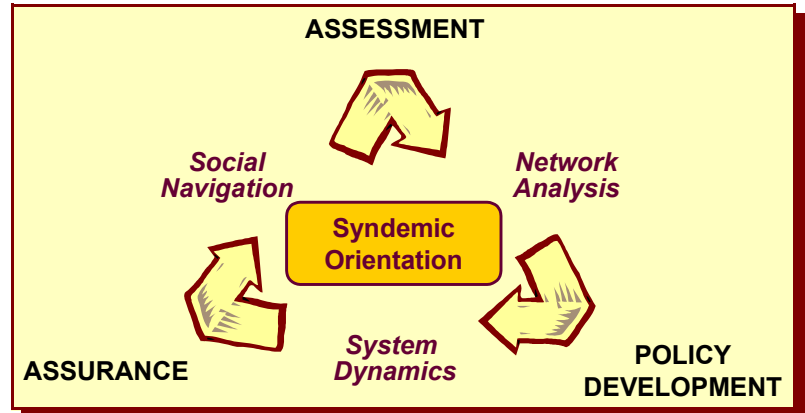 ASSESSMENT
Social
Navigation
Network
Analysis
Syndemic
Orientation
System
Dynamics
ASSURANCE
POLICY
DEVELOPMENT